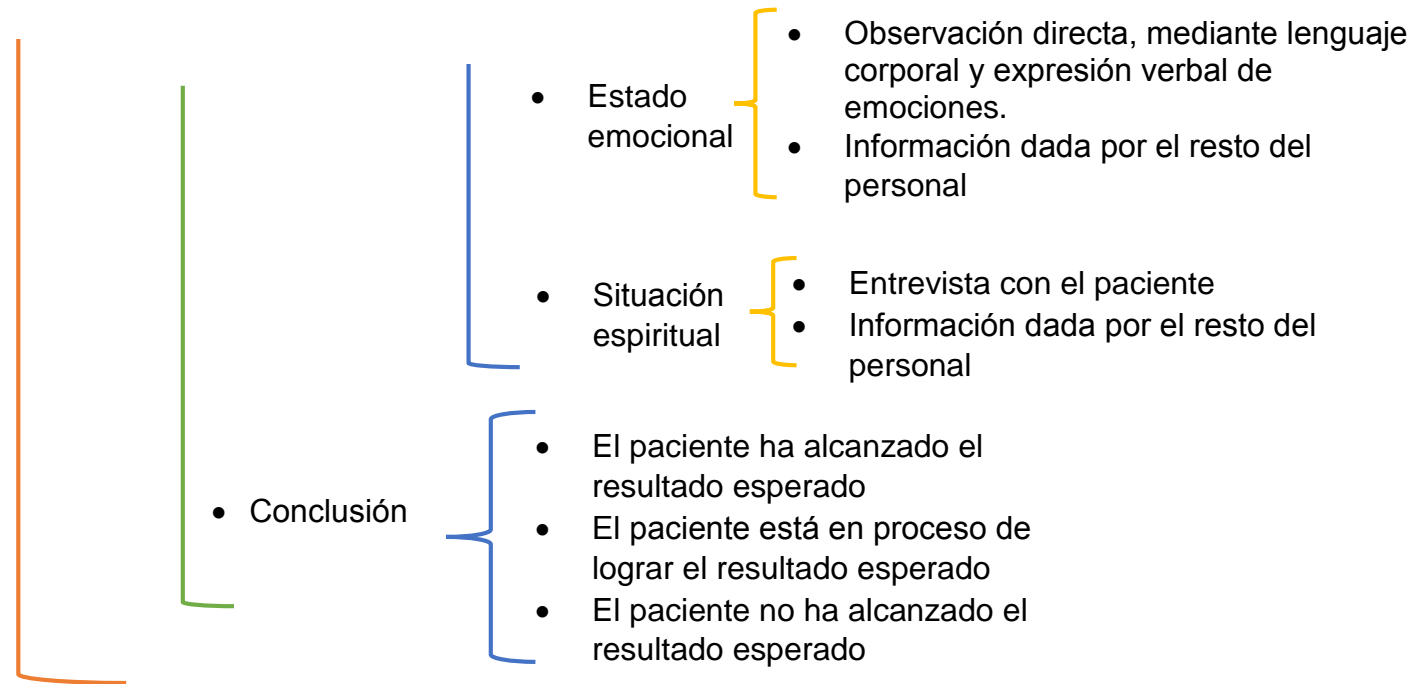 • Estado
emocional
• Observación directa, mediante lenguaje
corporal y expresión verbal de
emociones.
• Información dada por el resto del
personal
• Situación
espiritual
• Entrevista con el paciente
• Información dada por el resto del
personal
• Conclusión
• El paciente ha alcanzado el
resultado esperado
• El paciente está en proceso de
lograr el resultado esperado
• El paciente no ha alcanzado el
resultado esperado